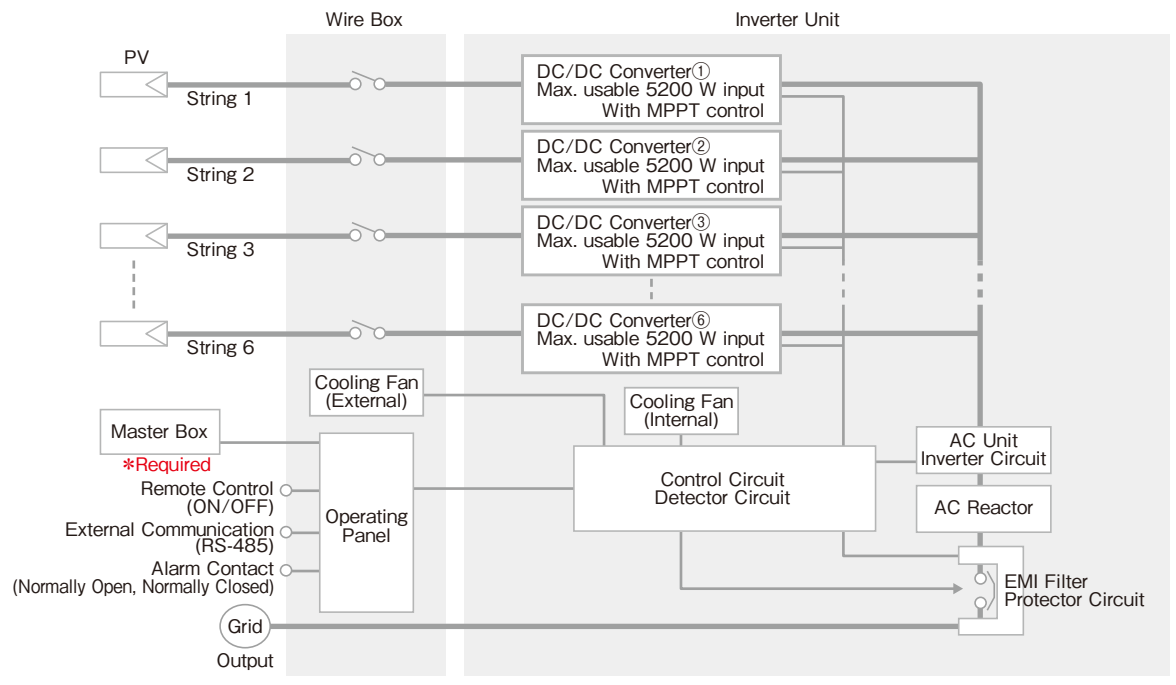 Wire Box
Inverter Unit
PV
String 1
DC/DC Converter①
Max. usable 5200 W input
With MPPT control
String 2
DC/DC Converter②
Max. usable 5200 W input
With MPPT control
String 3
DC/DC Converter③
Max. usable 5200 W input
With MPPT control
String 6
DC/DC Converter⑥
Max. usable 5200 W input
With MPPT control
Cooling Fan
(External)
Cooling Fan
(Internal)
Master Box
*Required
Remote Control
(ON/OFF)
External Communication
(RS-485)
Alarm Contact
(Normally Open, Normally Closed)
Operating
Panel
Control Circuit
Detector Circuit
AC Unit
Inverter Circuit
AC Reactor
EMI Filter
Protector Circuit
Grid
Output